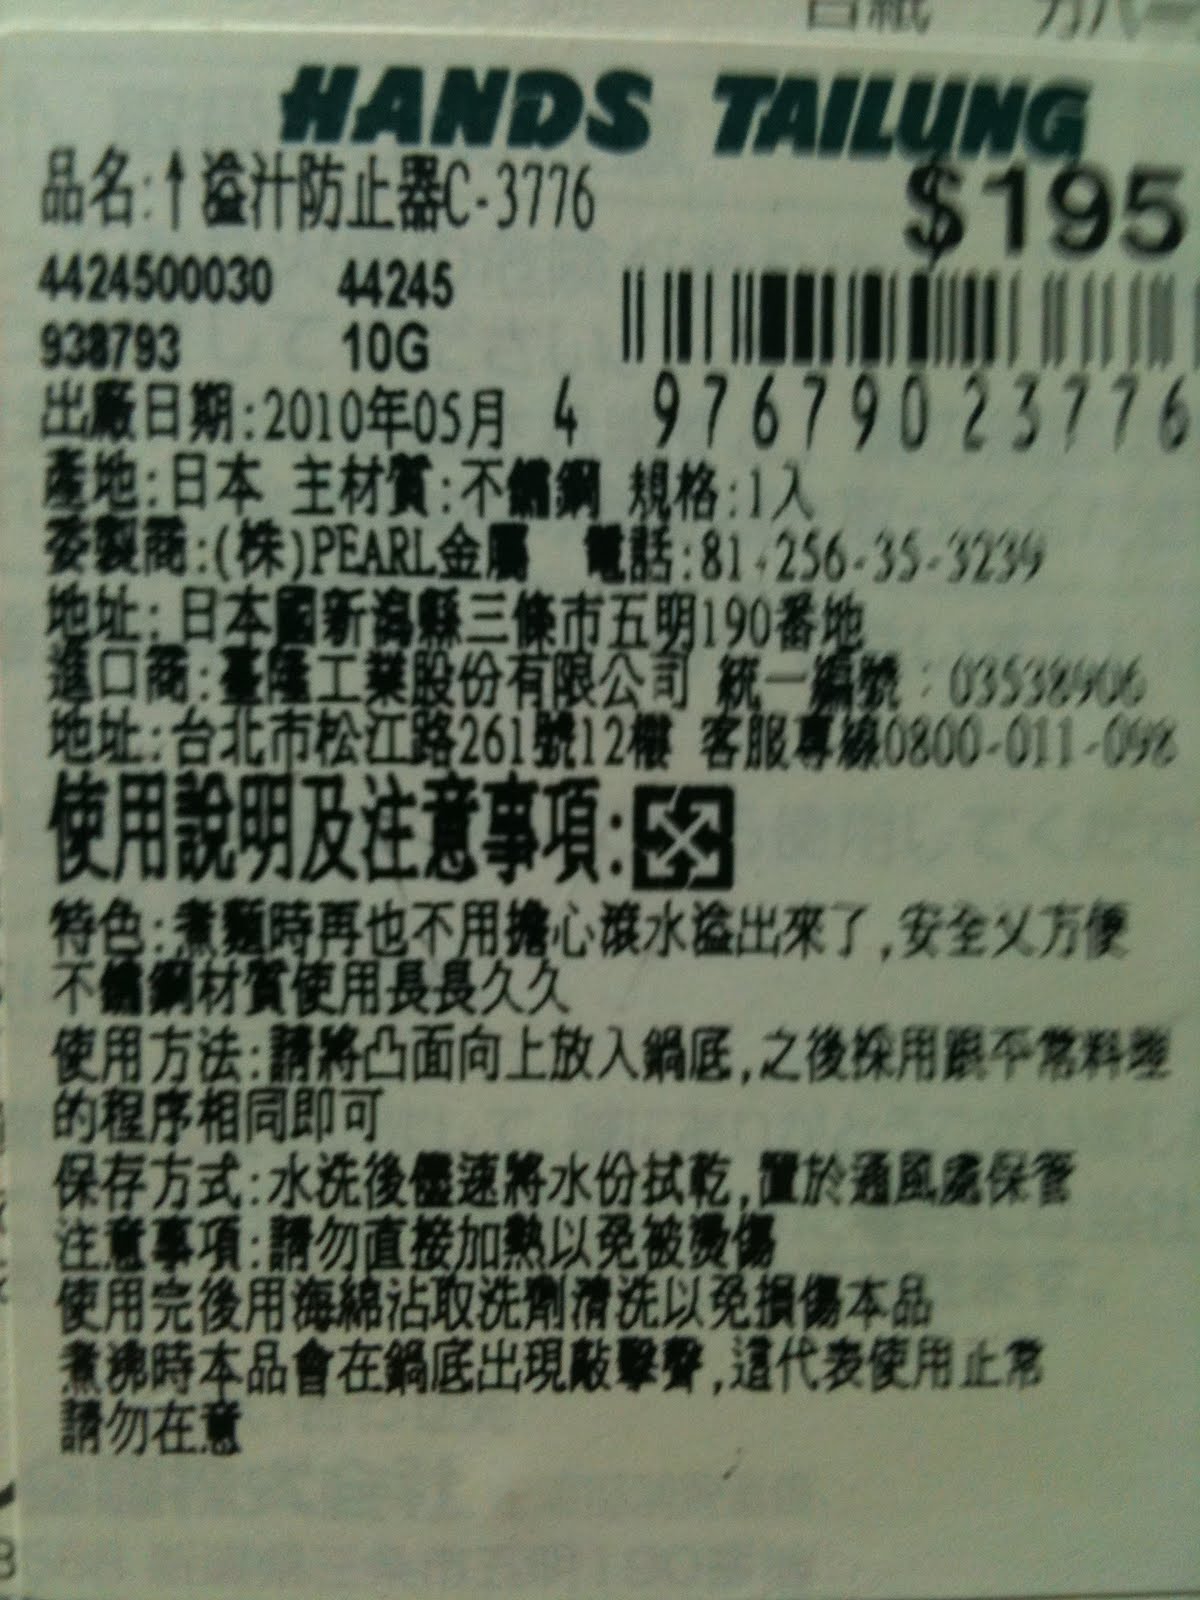 HANDS TAILUNG
品名:↑溢汁防止器C-3776 $195
4424500030 44245
938793 10G
出廠日期:2010年05月 4 976790 23776
產地:日本 主材質:不鏽鋼 規格:1入
委製商:(株)PEARL金屬 電話:81-256-35-3239
地址: 日本國新潟縣三條市五明190番地
進口商:臺隆工業股份有限公司 統一編號:03538906
地址:台北市松江路261號12樓 客服專線0800-011-098
使用說明及注意事項:
特色:煮麵時再也不用擔心滾水溢出來了,安全又方便
不鏽鋼材質使用長長久久
使用方法:請將凸面向上放入鍋底,之後採用跟平常料理
的程序相同即可
保存方式:水洗後儘速將水份拭乾,置於通風處保管
注意事項:請勿直接加熱以免被燙傷
使用完後用海綿沾取洗劑清洗以免損傷本品
煮沸時本品會在鍋底出現敲擊聲,這代表使用正常
請勿在意